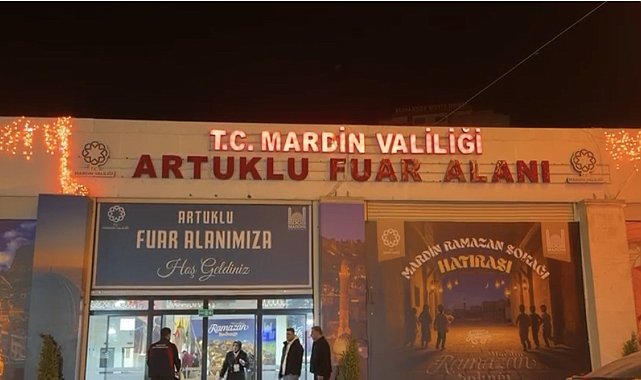 T.C. MARDİN VALİLİĞİ
ARTUKLU FUAR ALANI
T.C.
MARDİN VALİLİĞİ
ARTUKLU
FUAR ALANIMIZA
Hoş Geldiniz
MARDİN RAMAZAN SOKAĞI
HATIRASI
Ramazan
Ramazan